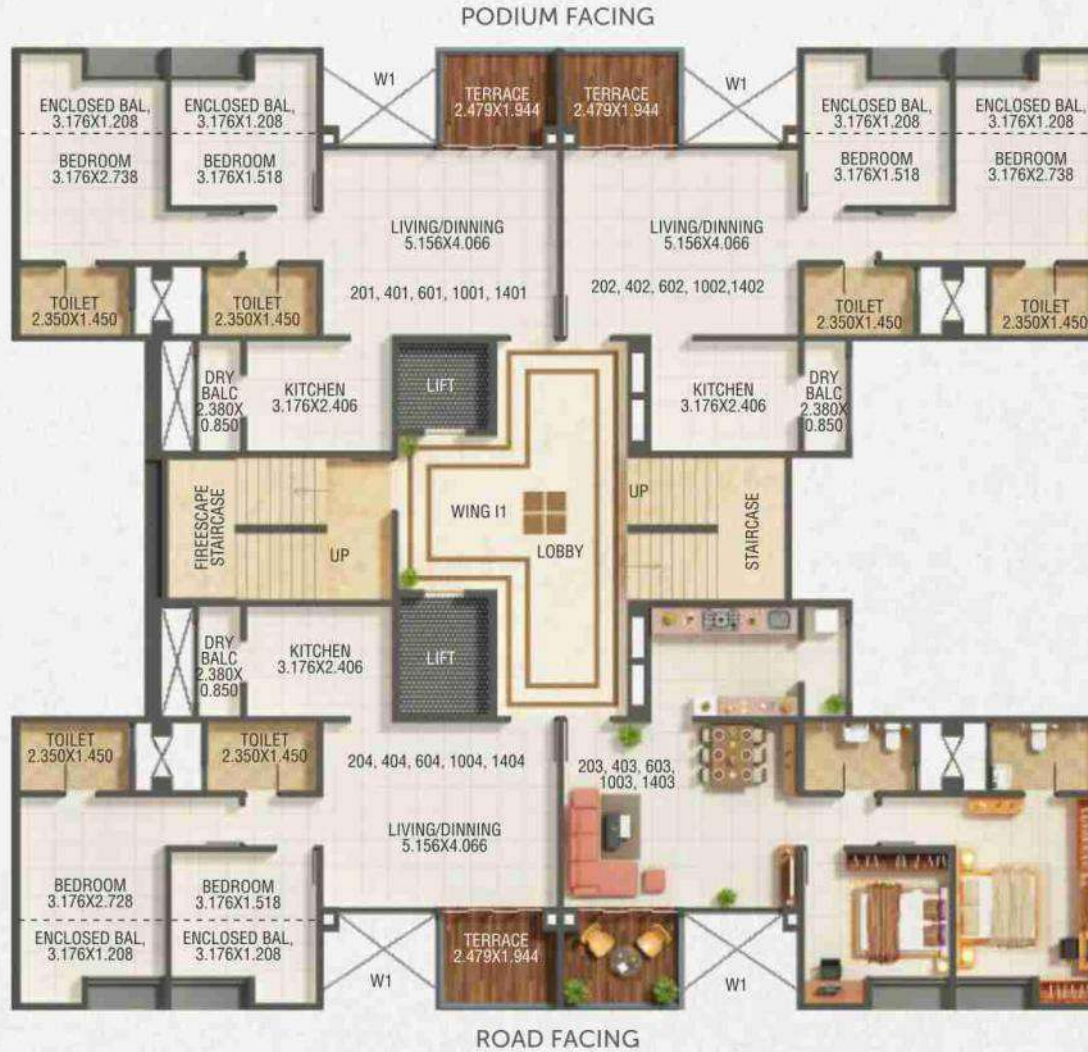 PODIUM FACING
ENCLOSED BAL,
3.176X1.208
BEDROOM
3.176X2.738
ENCLOSED BAL,
3.176X1.208
BEDROOM
3.176X1.518
W1
TERRACE
2.479X1.944
TERRACE
2.479X1.944
W1
ENCLOSED BAL,
3.176X1.208
BEDROOM
3.176X1.518
ENCLOSED BAL,
3.176X1.208
BEDROOM
3.176X2.738
LIVING/DINNING
5.156X4.066
201, 401, 601, 1001, 1401
LIVING/DINNING
5.156X4.066
202, 402, 602, 1002,1402
TOILET
2.350X1.450
TOILET
2.350X1.450
TOILET
2.350X1.450
TOILET
2.350X1.450
DRY
BALC
2.380X
0.850
KITCHEN
3.176X2.406
LIFT
KITCHEN
3.176X2.406
DRY
BALC
2.380X
0.850
FIREESCAPE
STAIRCASE
UP
WING I1
LOBBY
UP
STAIRCASE
DRY
BALC
2.380X
0.850
KITCHEN
3.176X2.406
LIFT
TOILET
2.350X1.450
TOILET
2.350X1.450
204, 404, 604, 1004, 1404
LIVING/DINNING
5.156X4.066
203, 403, 603,
1003, 1403
BEDROOM
3.176X2.728
ENCLOSED BAL,
3.176X1.208
BEDROOM
3.176X1.518
ENCLOSED BAL,
3.176X1.208
W1
TERRACE
2.479X1.944
W1
ROAD FACING